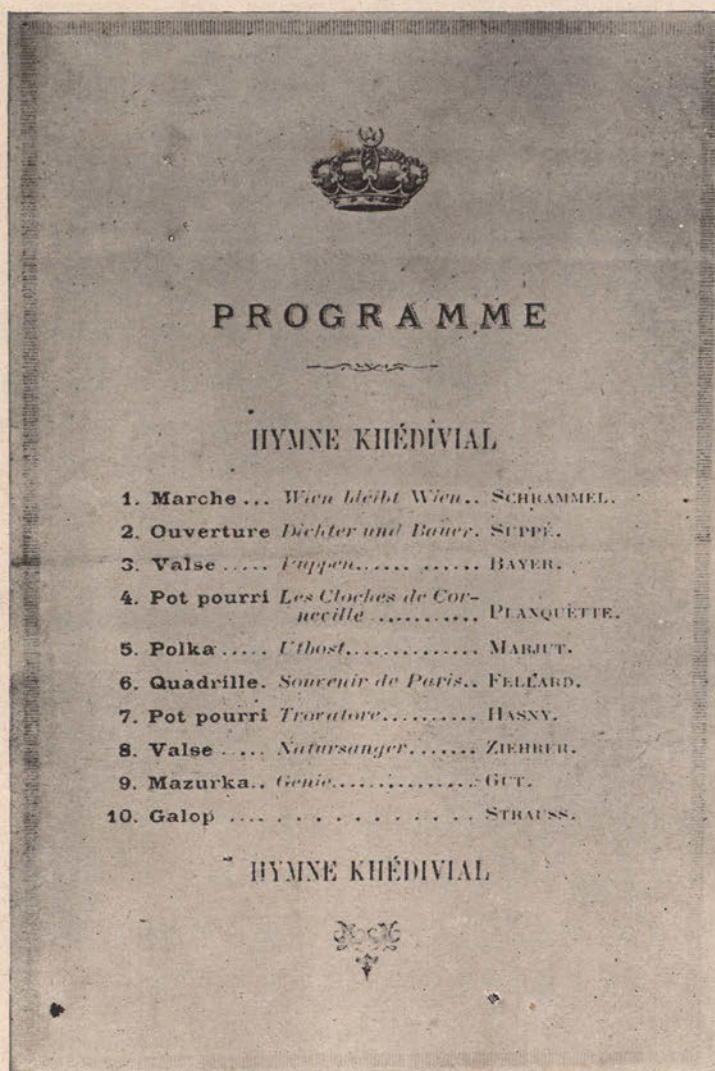 PROGRAMME
HYMNE KHÉDIVIAL
1. Marche ... Wien bleibt Wien.. SCHRAMMEL.
2. Ouverture Dichter und Bauer. SUPPÉ.
3. Valse ..... Puppen............ BAYER.
4. Pot pourri Les Cloches de Cor-
neville ........... PLANQUETTE.
5. Polka ..... .............. MARJUT.
6. Quadrille. Souvenir de Paris.. FELLARD.
7. Pot pourri Trovatore.......... HASNY.
8. Valse ..... Natursanger....... ZIEHRER.
9. Mazurka.. Genie................ GUT.
10. Galop .... . . . . . . . . . . . . . STRAUSS.
HYMNE KHÉDIVIAL